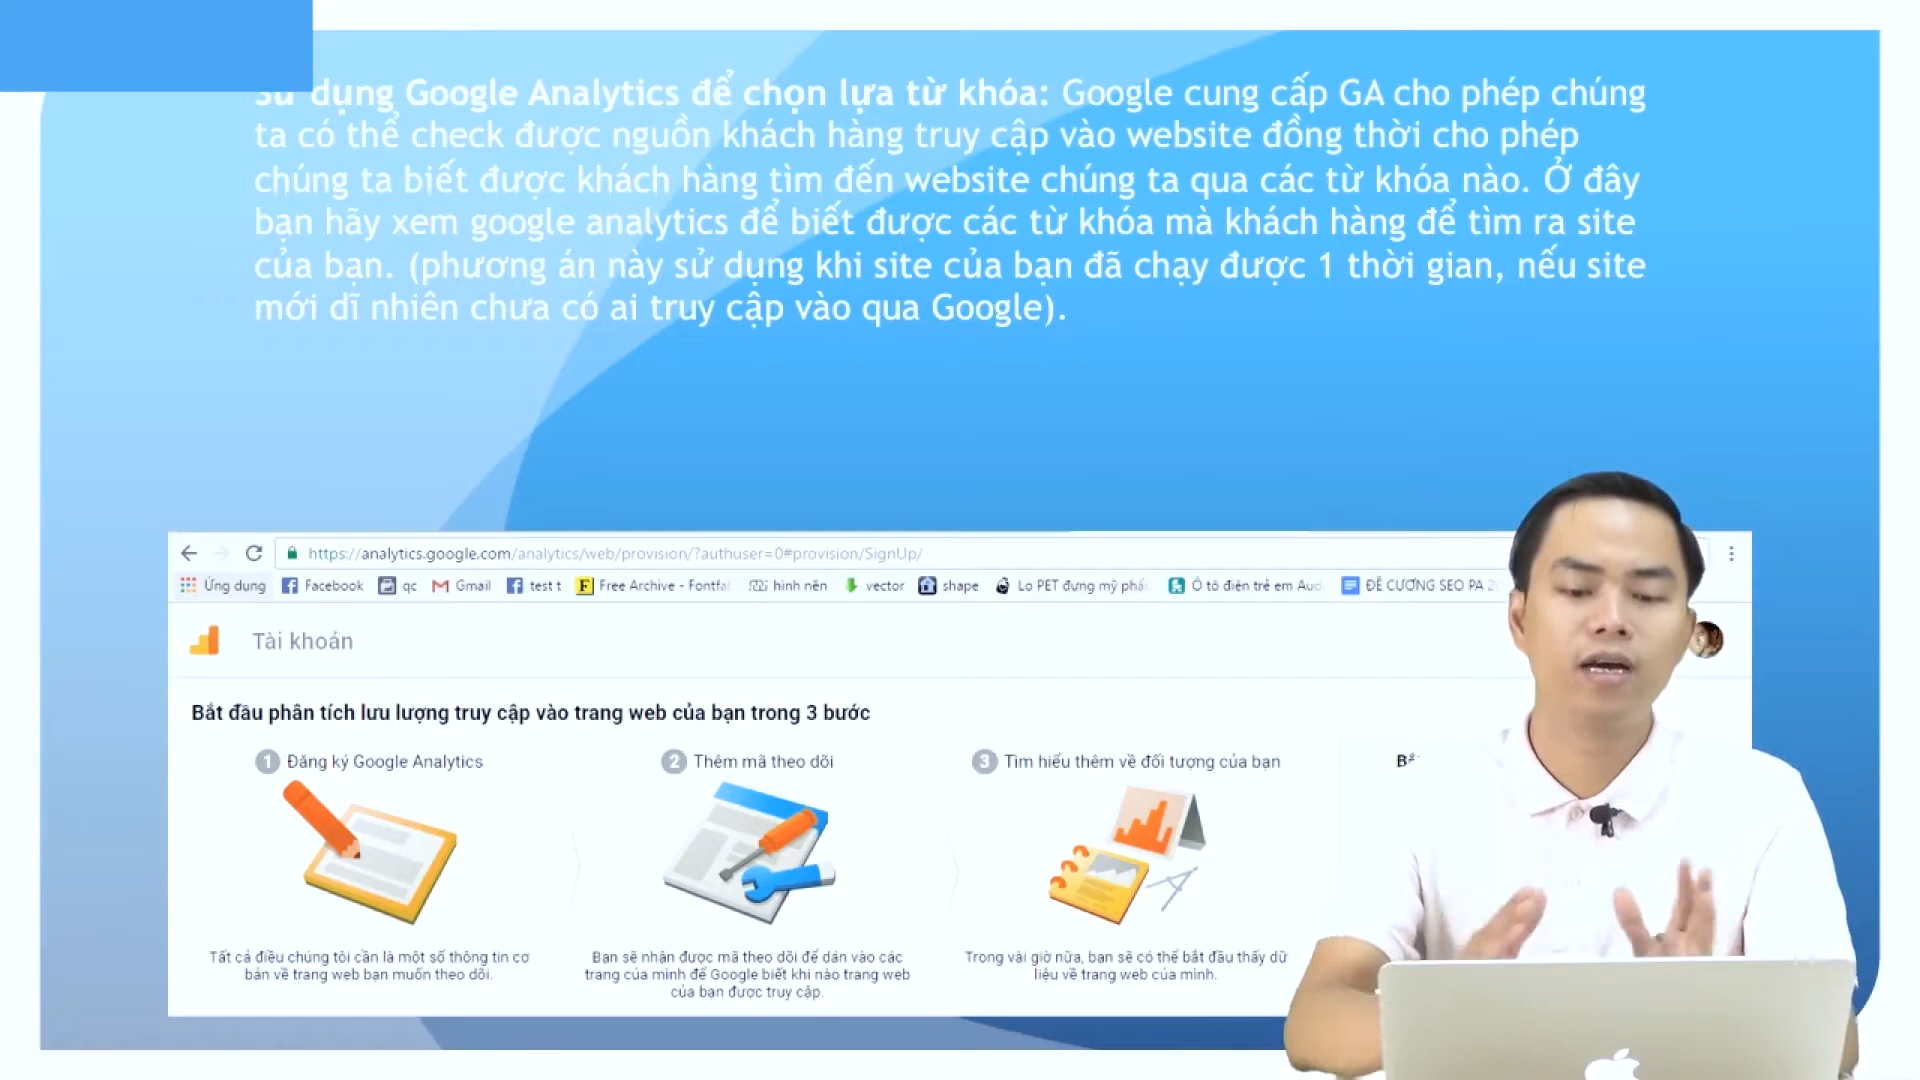 Sử dụng Google Analytics để chọn lựa từ khóa: Google cung cấp GA cho phép chúng
ta có thể check được nguồn khách hàng truy cập vào website đồng thời cho phép
chúng ta biết được khách hàng tìm đến website chúng ta qua các từ khóa nào. Ở đây
bạn hãy xem google analytics để biết được các từ khóa mà khách hàng để tìm ra site
của bạn. (phương án này sử dụng khi site của bạn đã chạy được 1 thời gian, nếu site
mới dĩ nhiên chưa có ai truy cập vào qua Google).
https://analytics.google.com/analytics/web/provision/?authuser=0#provision/SignUp/
Ứng dụng Facebook qc Gmail test t Free Archive - Fontfa hình nền vector shape Lọ PET đựng mỹ phẩ Ô tô điện trẻ em Aud ĐỀ CƯƠNG SEO PA
Tài khoản
Bắt đầu phân tích lưu lượng truy cập vào trang web của bạn trong 3 bước
1 Đăng ký Google Analytics
2 Thêm mã theo dõi
3 Tìm hiểu thêm về đối tượng của bạn
Tất cả điều chúng tôi cần là một số thông tin cơ
bản về trang web bạn muốn theo dõi.
Bạn sẽ nhận được mã theo dõi để dán vào các
trang của mình để Google biết khi nào trang web
của bạn được truy cập.
Trong vài giờ nữa, bạn sẽ có thể bắt đầu thấy dữ
liệu về trang web của mình.